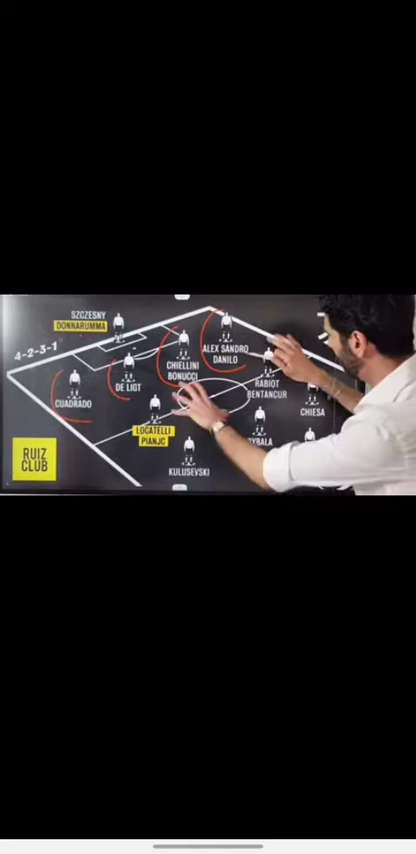 SZCZESNY
DONNARUMMA
4-2-3-1
CUADRADO
DE LIGT
CHIELLINI
BONUCCI
ALEX SANDRO
DANILO
LOCATELLI
PIANJC
RABIOT
BENTANCUR
CHIESA
KULUSEVSKI
RUIZ
CLUB